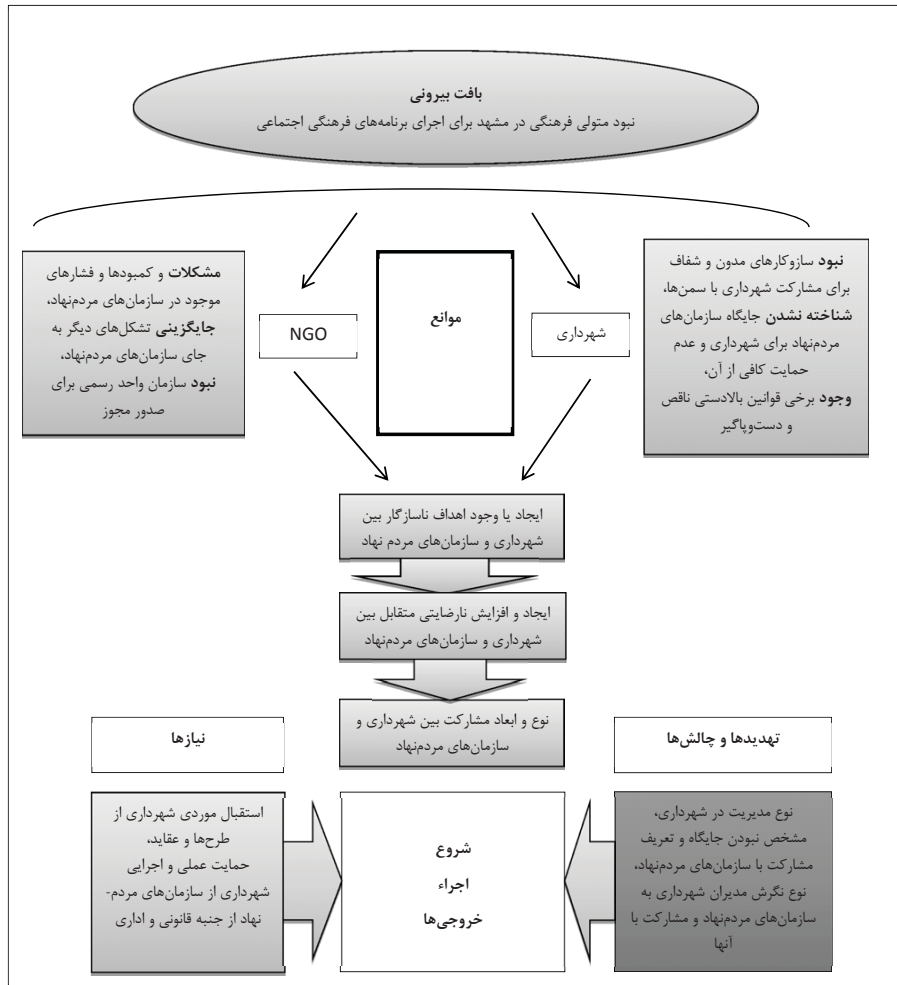 بافت بیرونی
نبود متولی فرهنگی در مشهد برای اجرای برنامه‌های فرهنگی اجتماعی
نبود سازوکارهای مدون و شفاف
برای مشارکت شهرداری با سمن‌ها،
شناخته نشدن جایگاه سازمان‌های
مردم‌نهاد برای شهرداری و عدم
حمایت کافی از آن،
وجود برخی قوانین بالادستی ناقص
و دست‌وپاگیر
شهرداری
موانع
NGO
مشکلات و کمبودها و فشارهای
موجود در سازمان‌های مردم‌نهاد،
جایگزینی تشکل‌های دیگر به
جای سازمان‌های مردم‌نهاد،
نبود سازمان واحد رسمی برای
صدور مجوز
ایجاد یا وجود اهداف ناسازگار بین
شهرداری و سازمان‌های مردم نهاد
ایجاد و افزایش نارضایتی متقابل بین
شهرداری و سازمان‌های مردم‌نهاد
نوع و ابعاد مشارکت بین شهرداری و
سازمان‌های مردم‌نهاد
تهدیدها و چالش‌ها
نیازها
نوع مدیریت در شهرداری،
مشخص نبودن جایگاه و تعریف
مشارکت با سازمان‌های مردم‌نهاد،
نوع نگرش مدیران شهرداری به
سازمان‌های مردم‌نهاد و مشارکت با
آنها
شروع
اجراء
خروجی‌ها
استقبال موردی شهرداری از
طرح‌ها و عقاید،
حمایت عملی و اجرایی
شهرداری از سازمان‌های مردم-
نهاد از جنبه قانونی و اداری